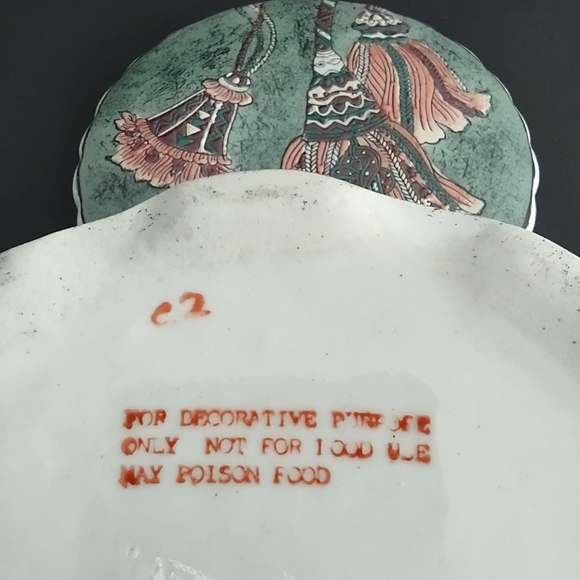 c2
FOR DECORATIVE PURPOSE
ONLY NOT FOR FOOD USE
MAY POISON FOOD